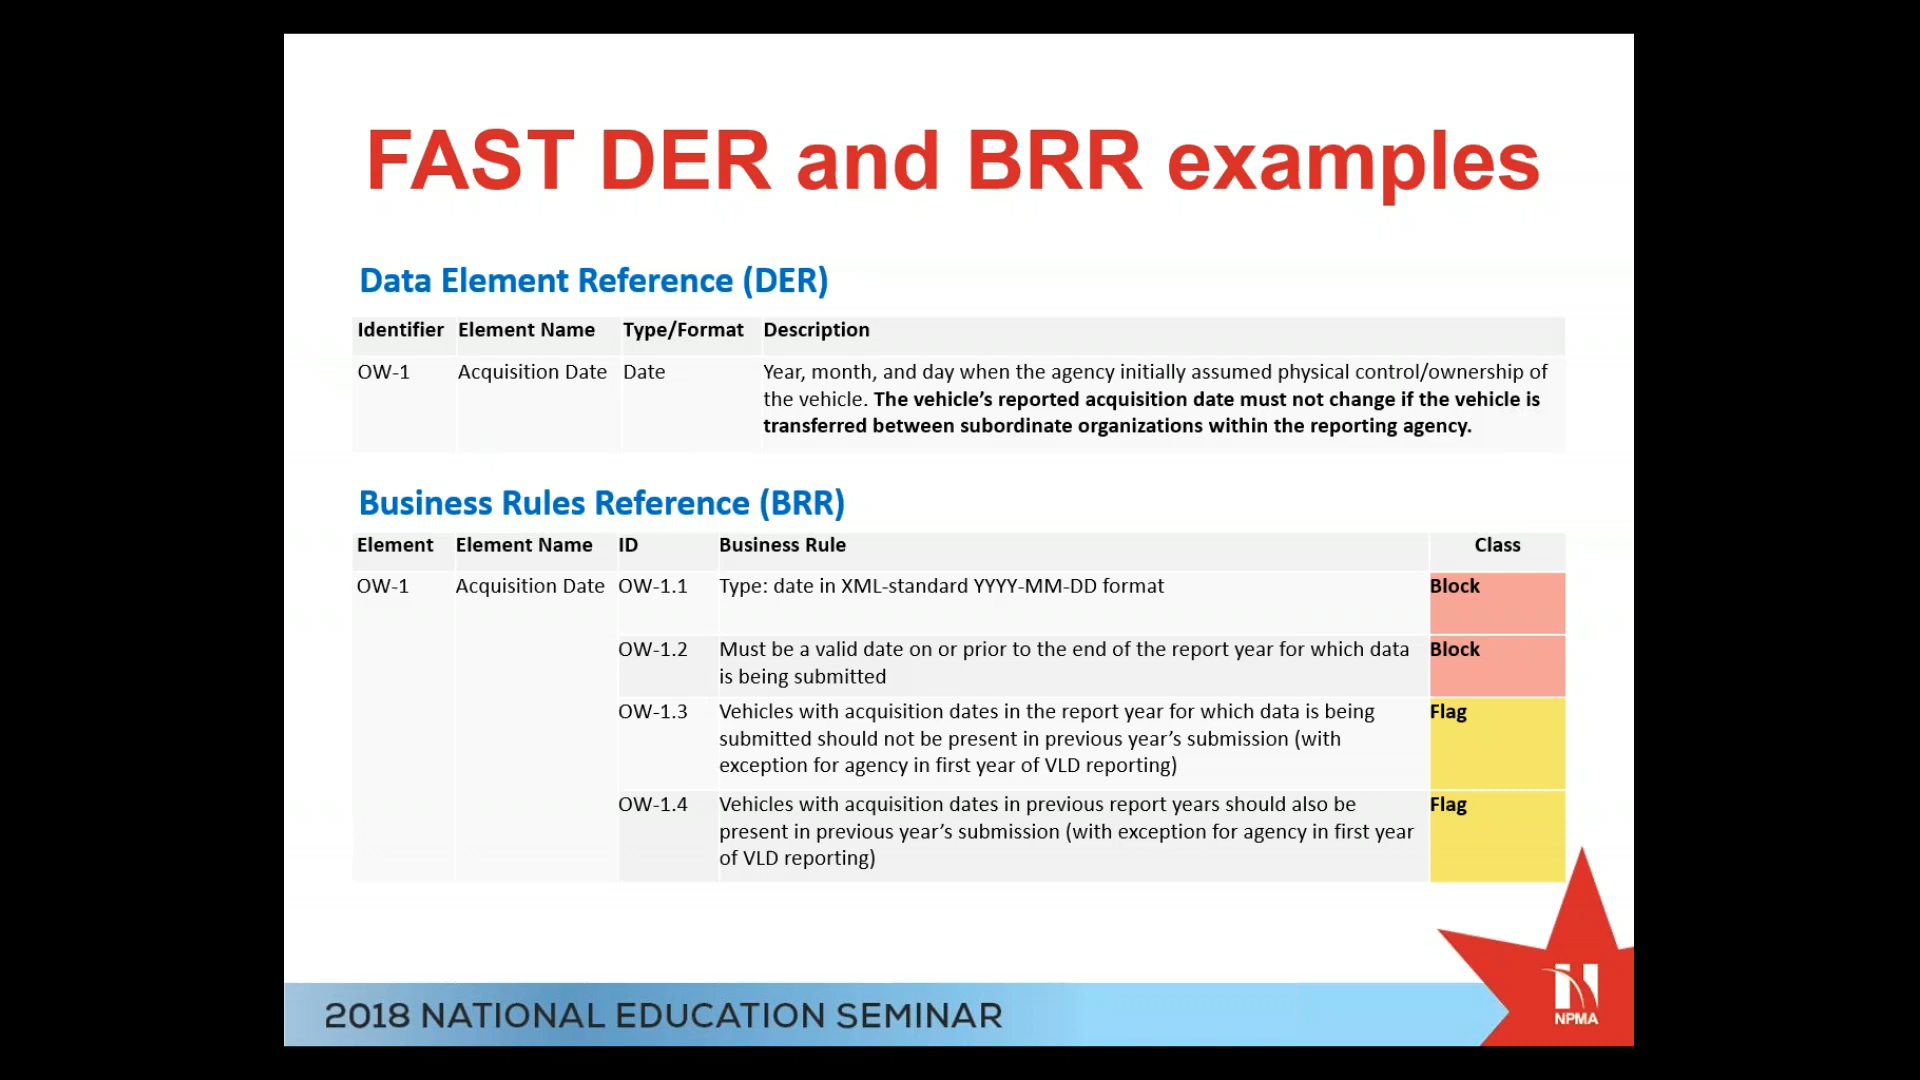 FAST DER and BRR examples
Data Element Reference (DER)
Identifier Element Name Type/Format Description
OW-1 Acquisition Date Date Year, month, and day when the agency initially assumed physical control/ownership of
the vehicle. The vehicle’s reported acquisition date must not change if the vehicle is
transferred between subordinate organizations within the reporting agency.
Business Rules Reference (BRR)
Element Element Name ID Business Rule Class
OW-1 Acquisition Date OW-1.1 Type: date in XML-standard YYYY-MM-DD format Block
OW-1.2 Must be a valid date on or prior to the end of the report year for which data Block
is being submitted
OW-1.3 Vehicles with acquisition dates in the report year for which data is being Flag
submitted should not be present in previous year’s submission (with
exception for agency in first year of VLD reporting)
OW-1.4 Vehicles with acquisition dates in previous report years should also be Flag
present in previous year’s submission (with exception for agency in first year
of VLD reporting)
2018 NATIONAL EDUCATION SEMINAR
NPMA